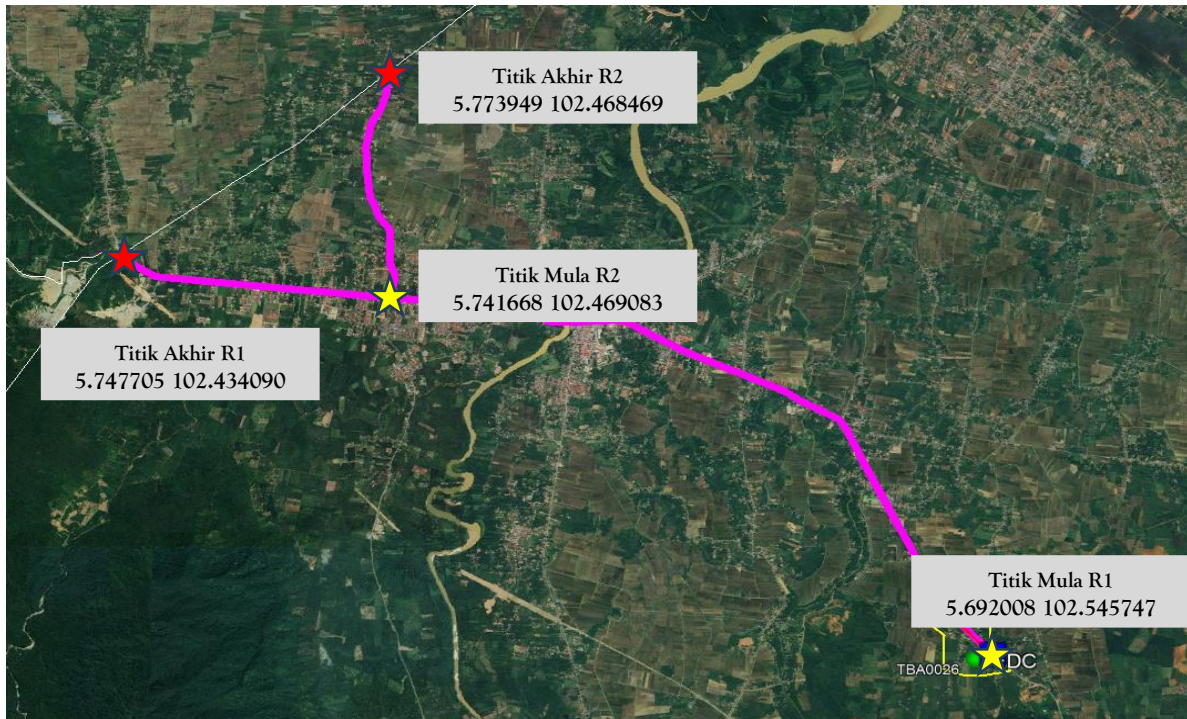 Titik Akhir R2
5.773949 102.468469
Titik Mula R2
5.741668 102.469083
Titik Akhir R1
5.747705 102.434090
Titik Mula R1
5.692008 102.545747
TBA0026
DC